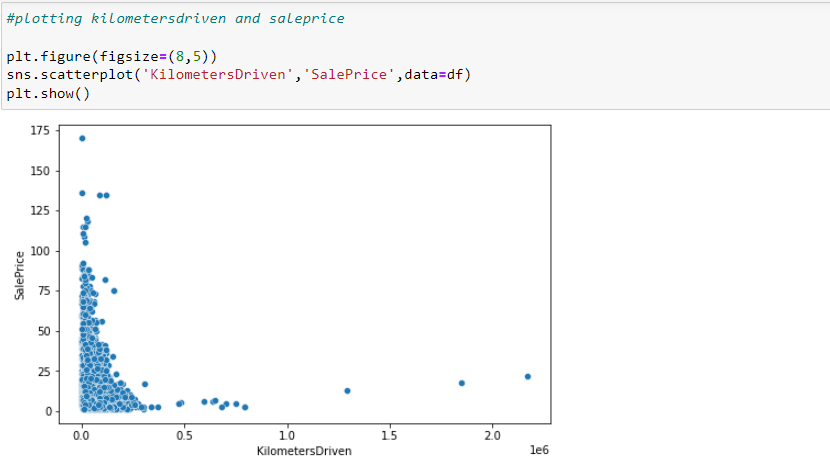 #plotting kilometersdriven and saleprice
plt.figure(figsize=(8,5))
sns.scatterplot('KilometersDriven','SalePrice',data=df)
plt.show()
175
150
125
100
75
50
25
0
SalePrice
0.0 0.5 1.0 1.5 2.0
1e6
KilometersDriven